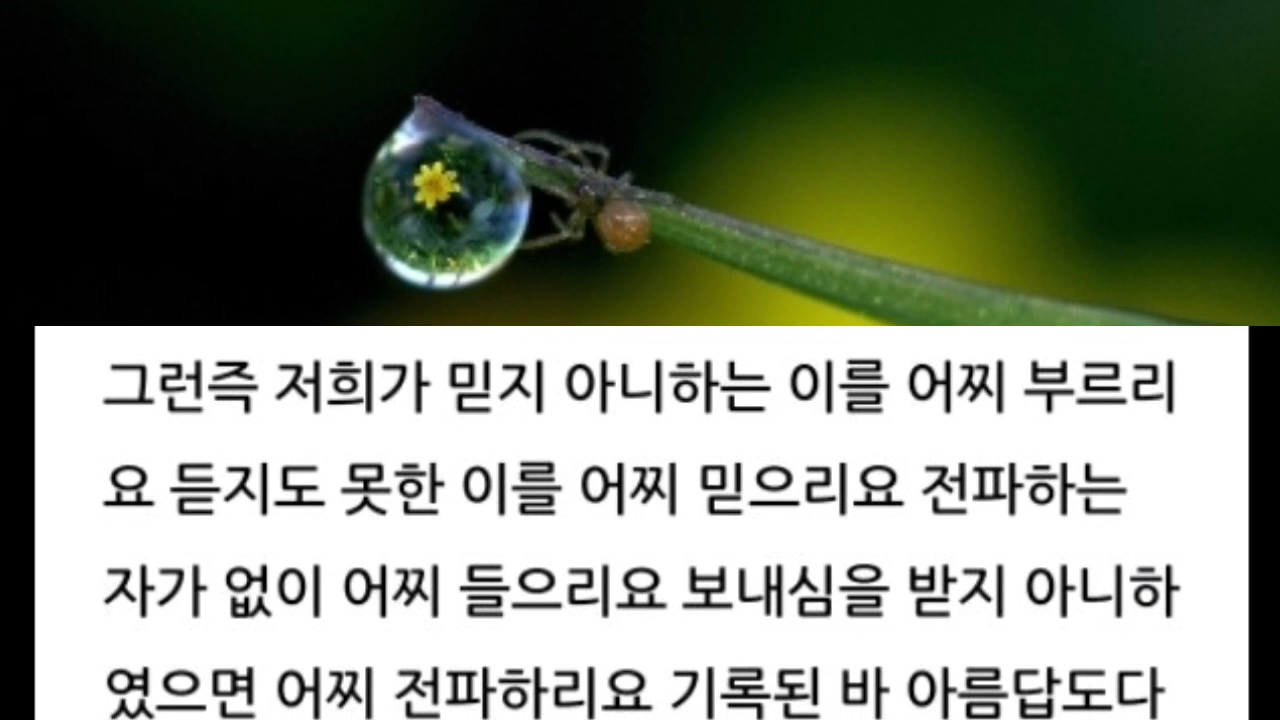 그런즉 저희가 믿지 아니하는 이를 어찌 부르리
요 듣지도 못한 이를 어찌 믿으리요 전파하는
자가 없이 어찌 들으리요 보내심을 받지 아니하
였으면 어찌 전파하리요 기록된 바 아름답도다